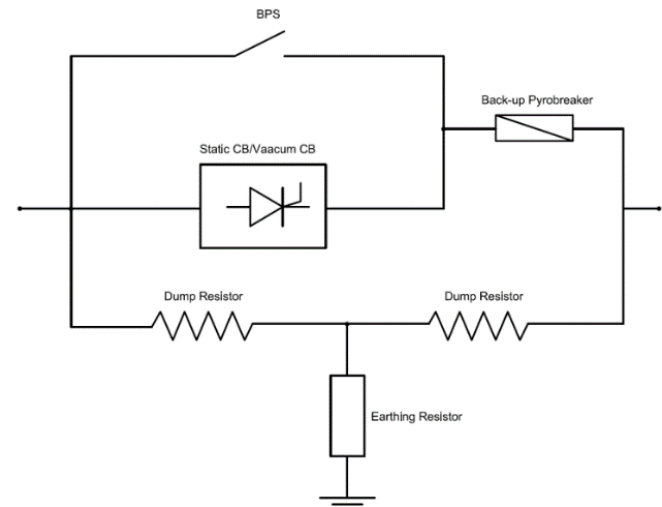 BPS
Back-up Pyrobreaker
Static CB/Vaacum CB
Dump Resistor
Dump Resistor
Earthing Resistor